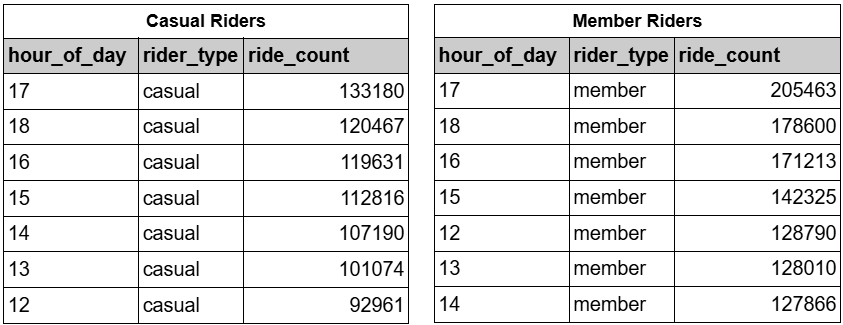 Casual Riders
hour_of_day rider_type ride_count
17 casual 133180
18 casual 120467
16 casual 119631
15 casual 112816
14 casual 107190
13 casual 101074
12 casual 92961
Member Riders
hour_of_day rider_type ride_count
17 member 205463
18 member 178600
16 member 171213
15 member 142325
12 member 128790
13 member 128010
14 member 127866